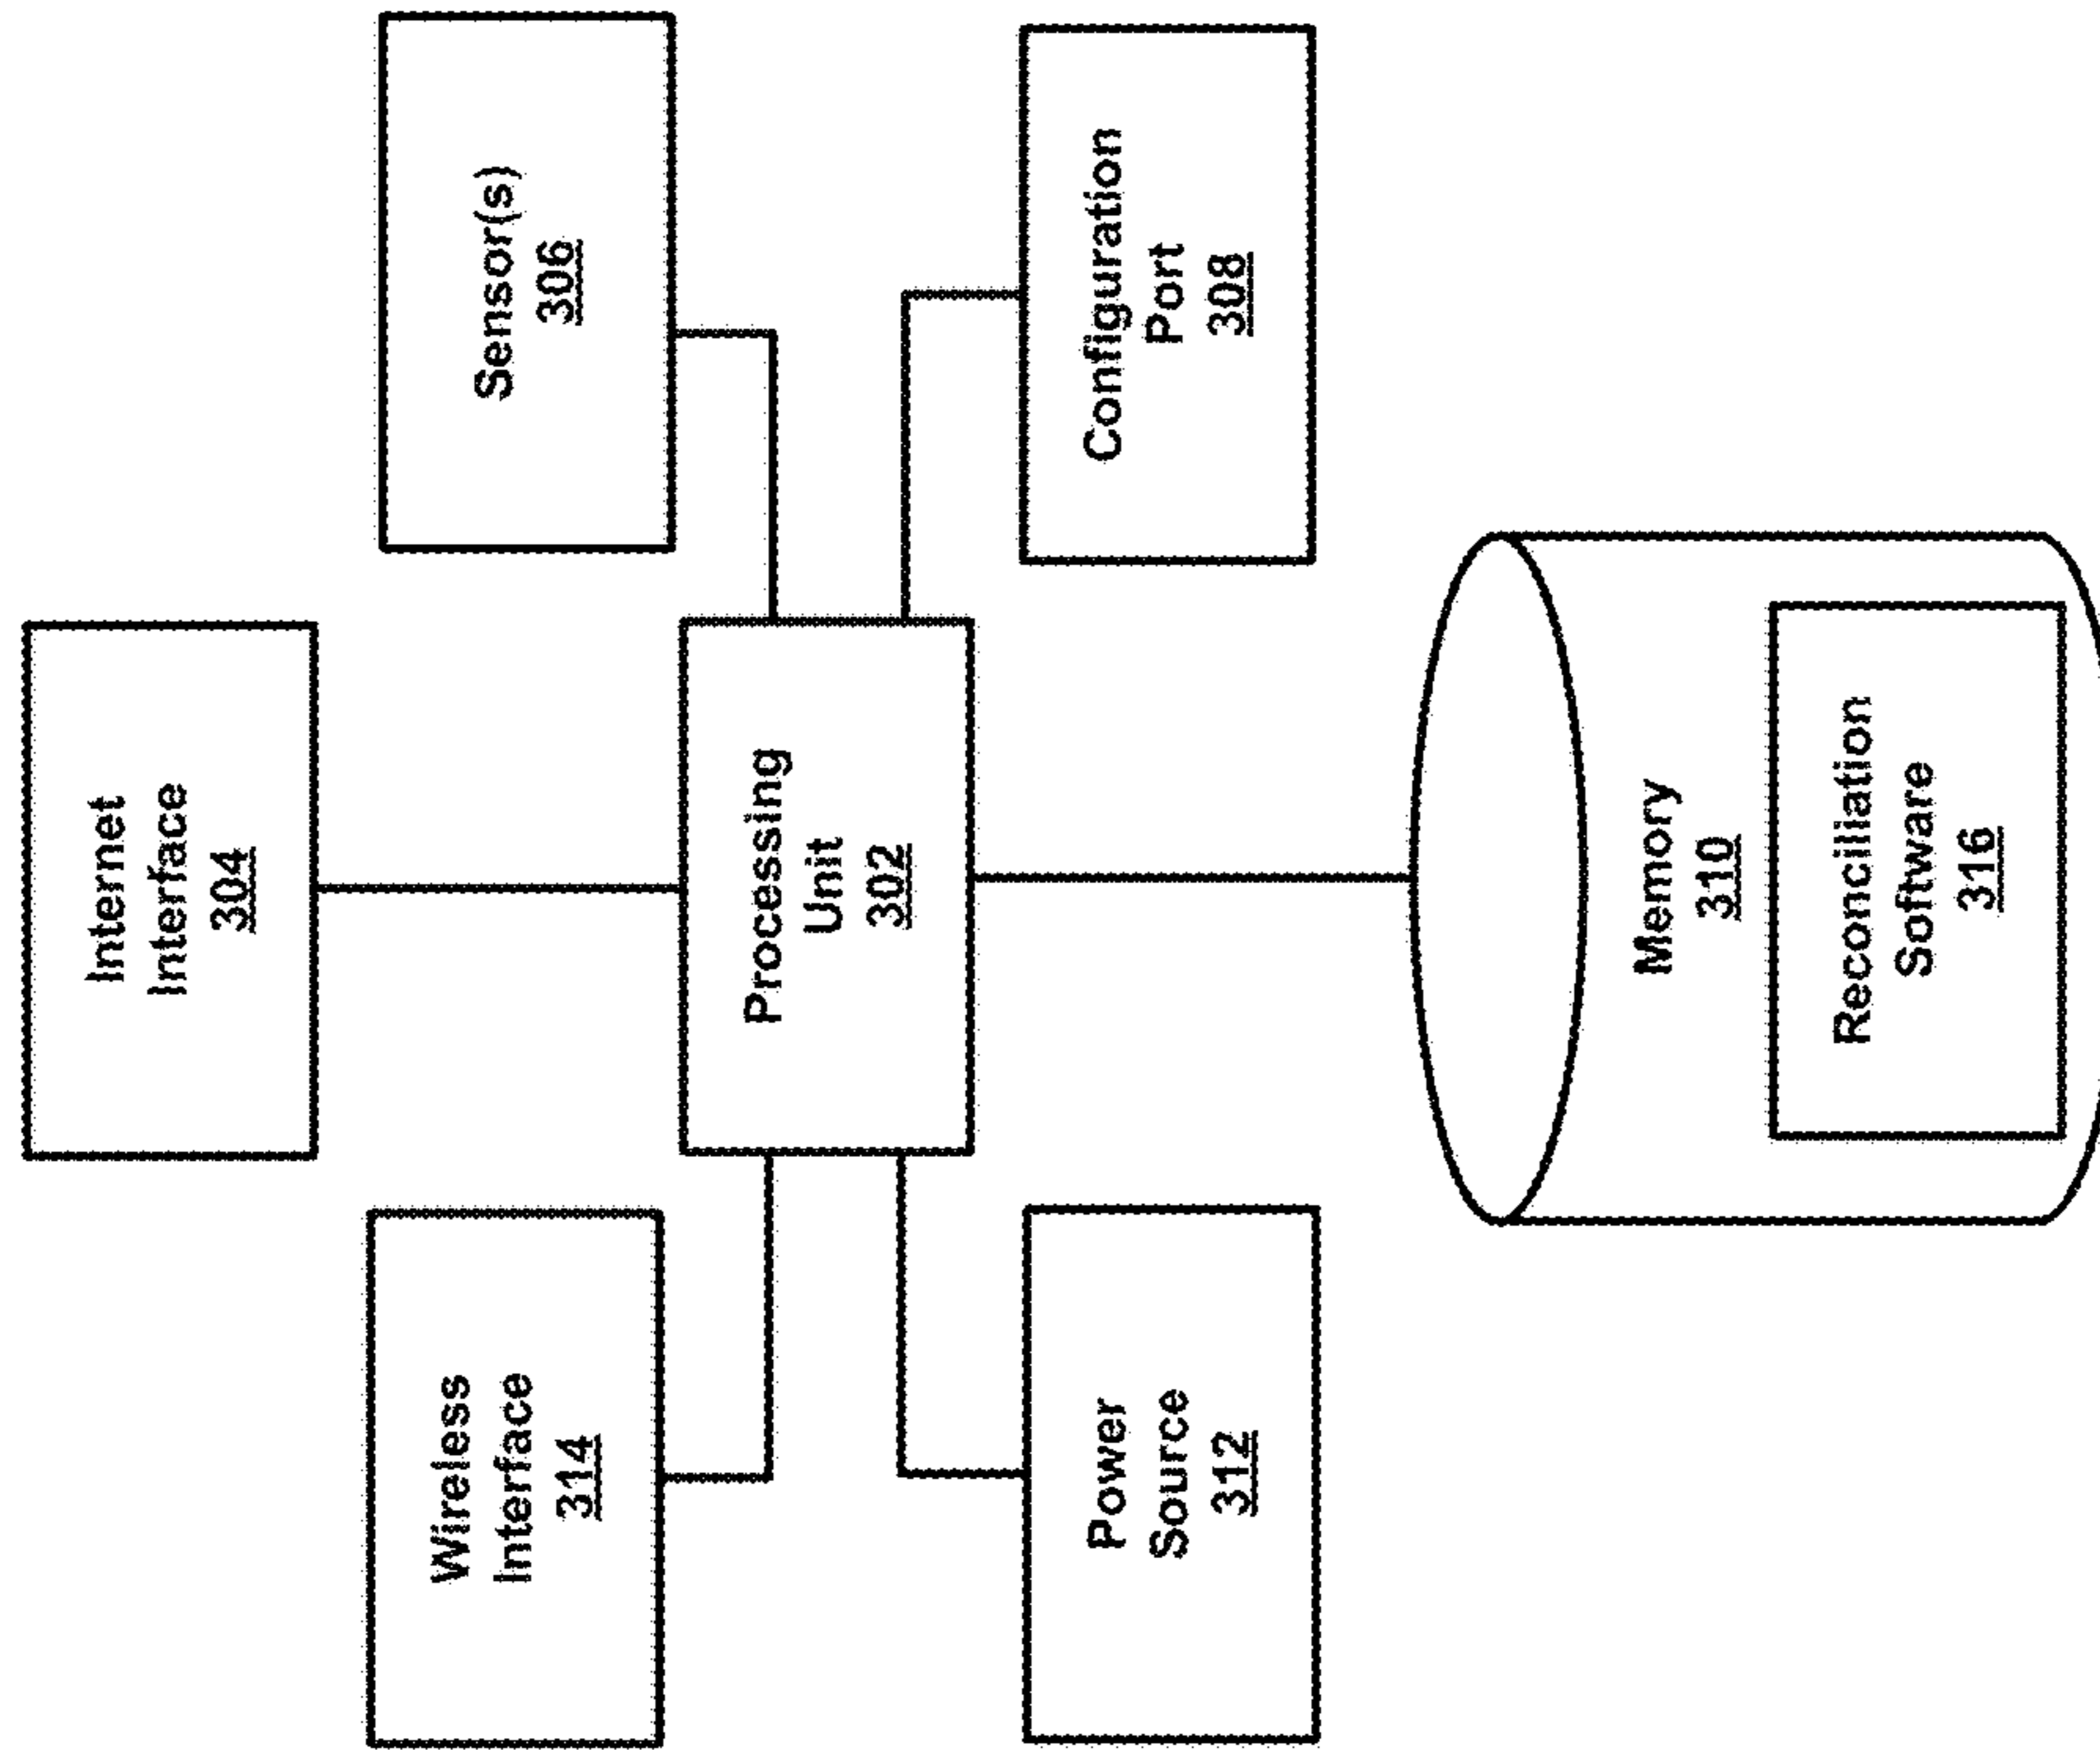 Internet
Interface
304
Wireless
Interface
314
Sensor(s)
306
Processing
Unit
302
Power
Source
312
Configuration
Port
308
Memory
310
Reconciliation
Software
316